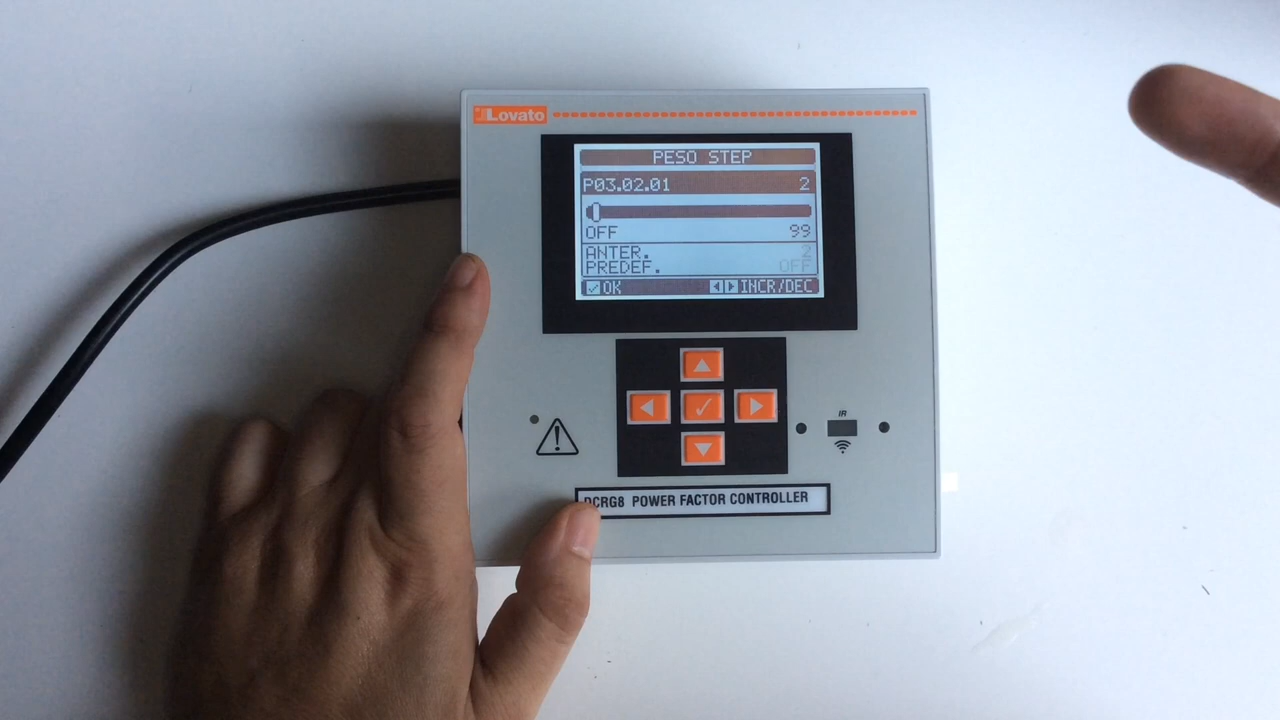 Lovato
PESO STEP
P03.02.01 2
OFF 99
ANTER. 2
PREDEF. OFF
OK INCR/DEC
IR
DCRG8 POWER FACTOR CONTROLLER